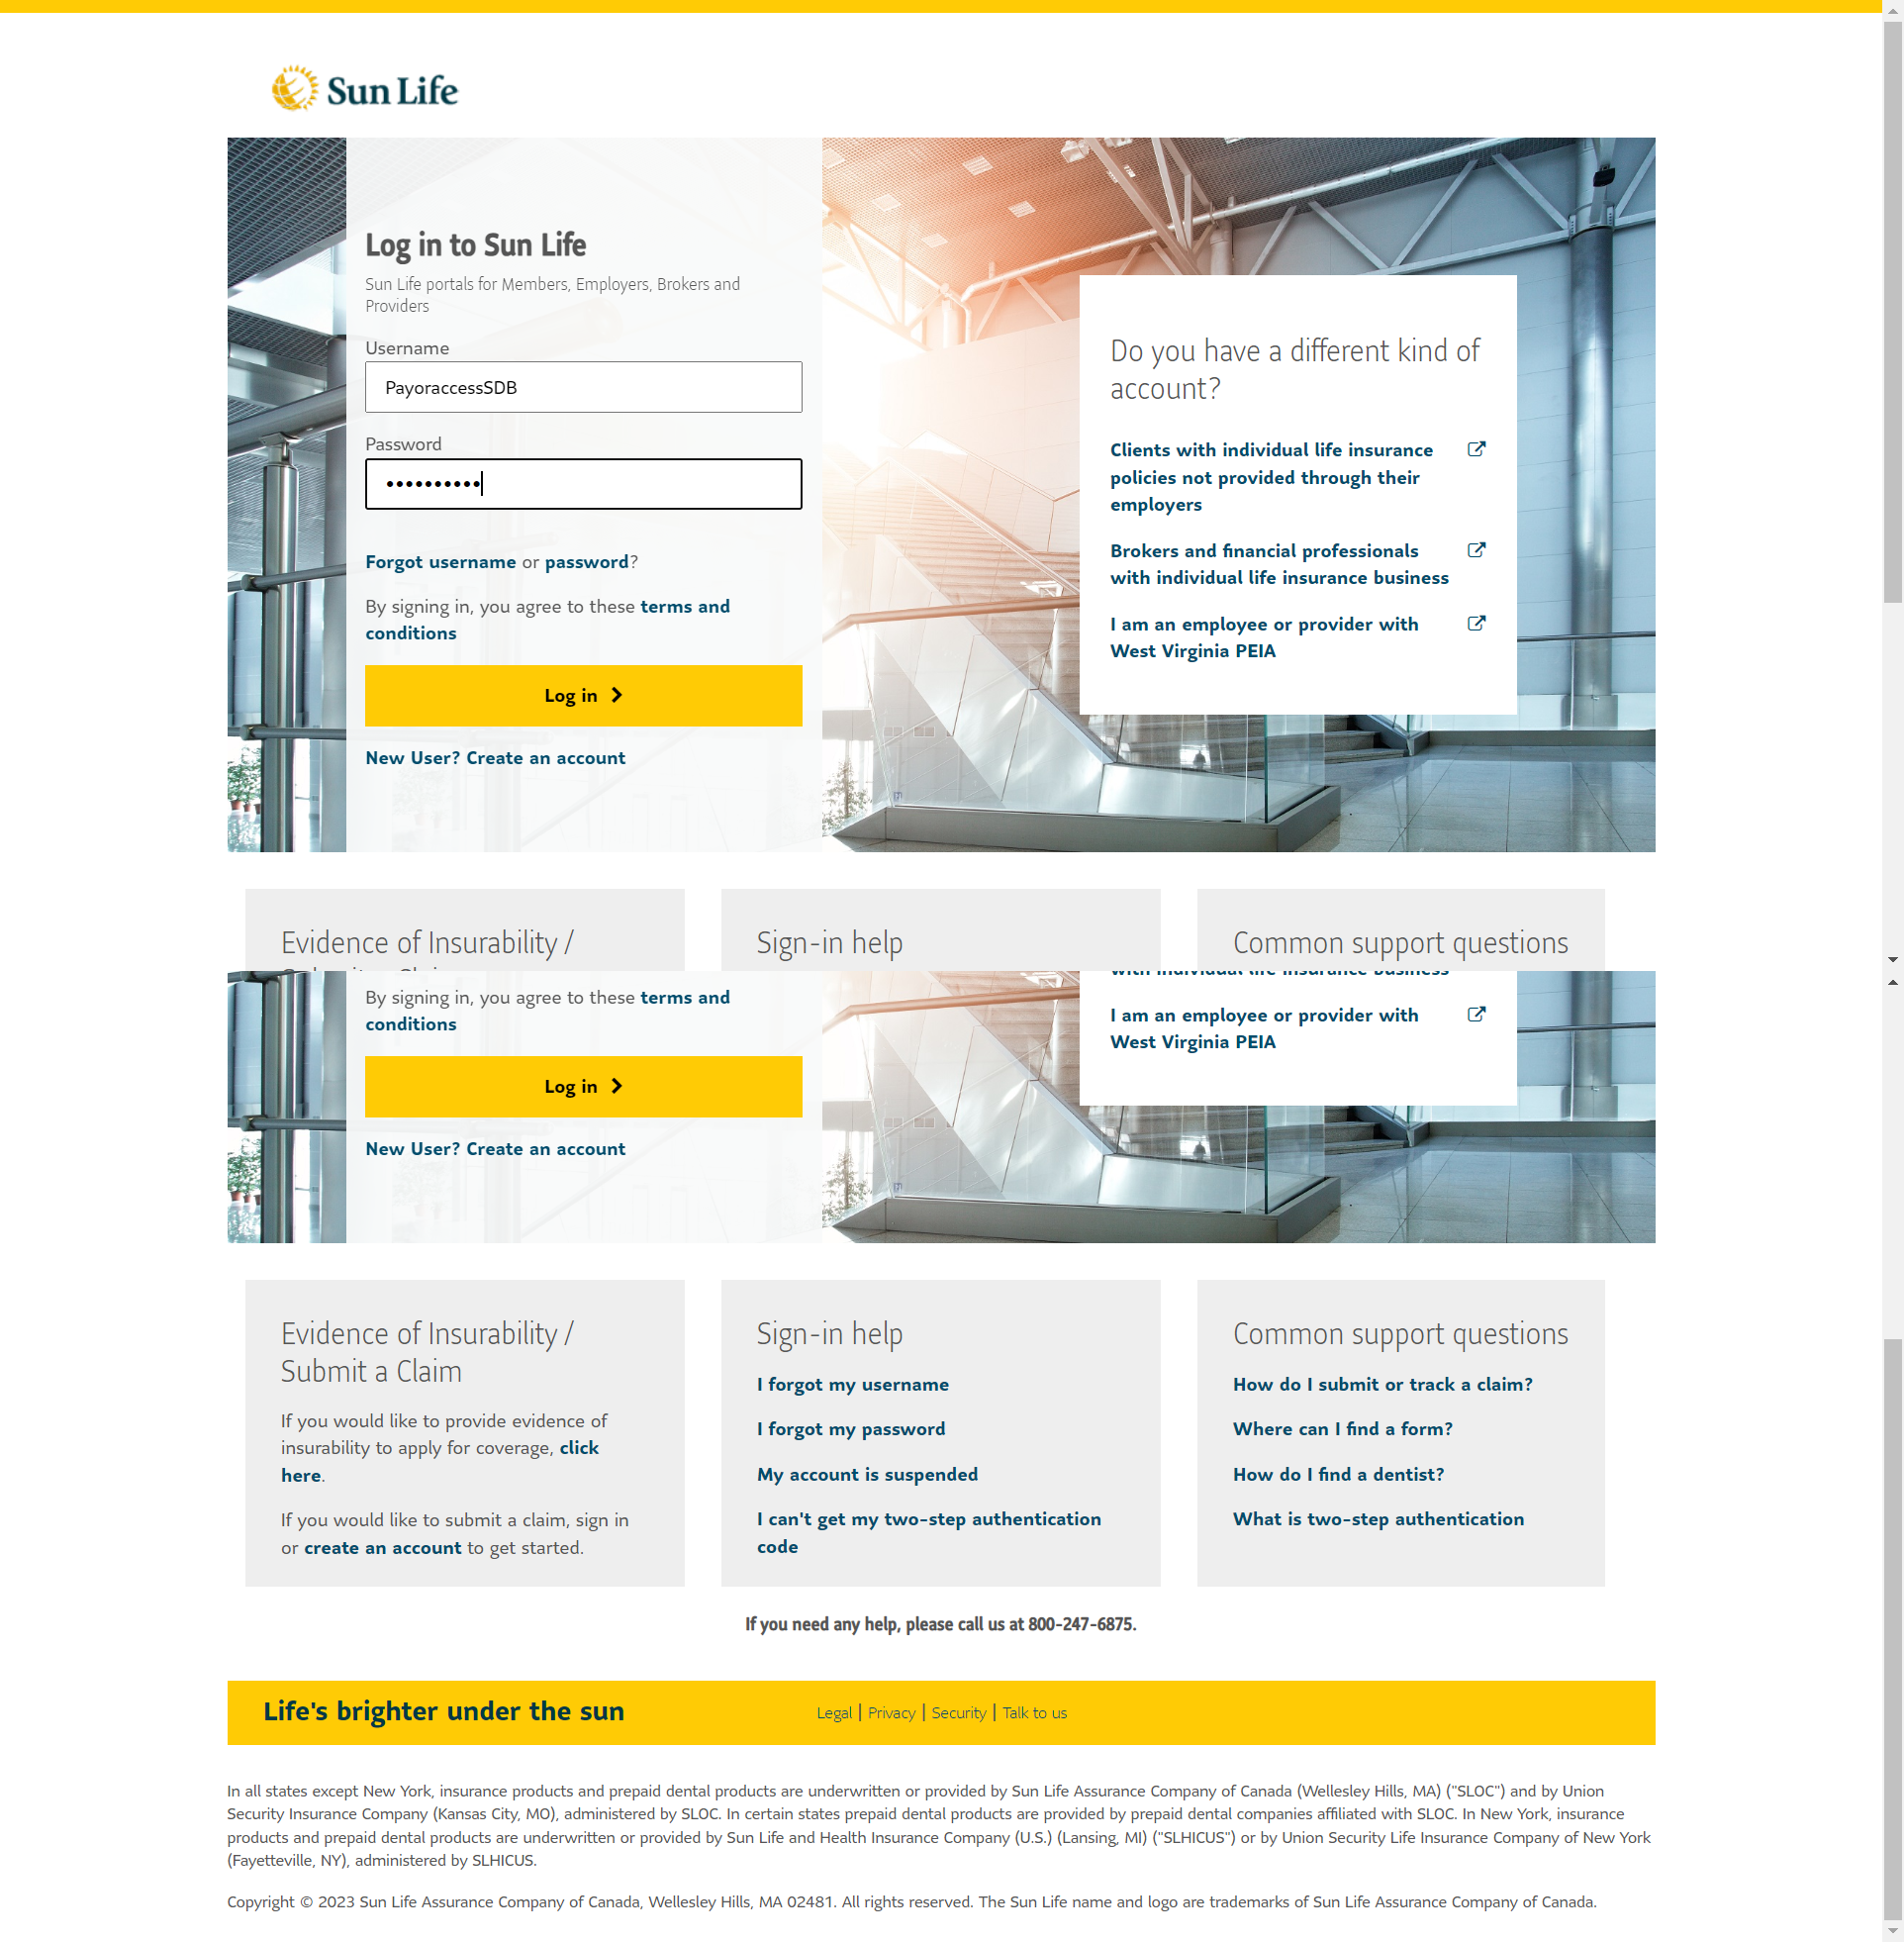 Sun Life
Log in to Sun Life
Sun Life portals for Members, Employers, Brokers and
Providers
Username
PayoraccessSDB
Password
••••••••••
Forgot username or password?
By signing in, you agree to these terms and
conditions
Log in
New User? Create an account
Do you have a different kind of
account?
Clients with individual life insurance
policies not provided through their
employers
Brokers and financial professionals
with individual life insurance business
I am an employee or provider with
West Virginia PEIA
Evidence of Insurability /
Sign-in help
Common support questions
with individual life insurance business
By signing in, you agree to these terms and
conditions
Log in
New User? Create an account
I am an employee or provider with
West Virginia PEIA
Evidence of Insurability /
Submit a Claim
If you would like to provide evidence of
insurability to apply for coverage, click
here.
If you would like to submit a claim, sign in
or create an account to get started.
Sign-in help
I forgot my username
I forgot my password
My account is suspended
I can't get my two-step authentication
code
Common support questions
How do I submit or track a claim?
Where can I find a form?
How do I find a dentist?
What is two-step authentication
If you need any help, please call us at 800-247-6875.
Life's brighter under the sun
Legal | Privacy | Security | Talk to us
In all states except New York, insurance products and prepaid dental products are underwritten or provided by Sun Life Assurance Company of Canada (Wellesley Hills, MA) ("SLOC") and by Union
Security Insurance Company (Kansas City, MO), administered by SLOC. In certain states prepaid dental products are provided by prepaid dental companies affiliated with SLOC. In New York, insurance
products and prepaid dental products are underwritten or provided by Sun Life and Health Insurance Company (U.S.) (Lansing, MI) ("SLHICUS") or by Union Security Life Insurance Company of New York
(Fayetteville, NY), administered by SLHICUS.
Copyright © 2023 Sun Life Assurance Company of Canada, Wellesley Hills, MA 02481. All rights reserved. The Sun Life name and logo are trademarks of Sun Life Assurance Company of Canada.